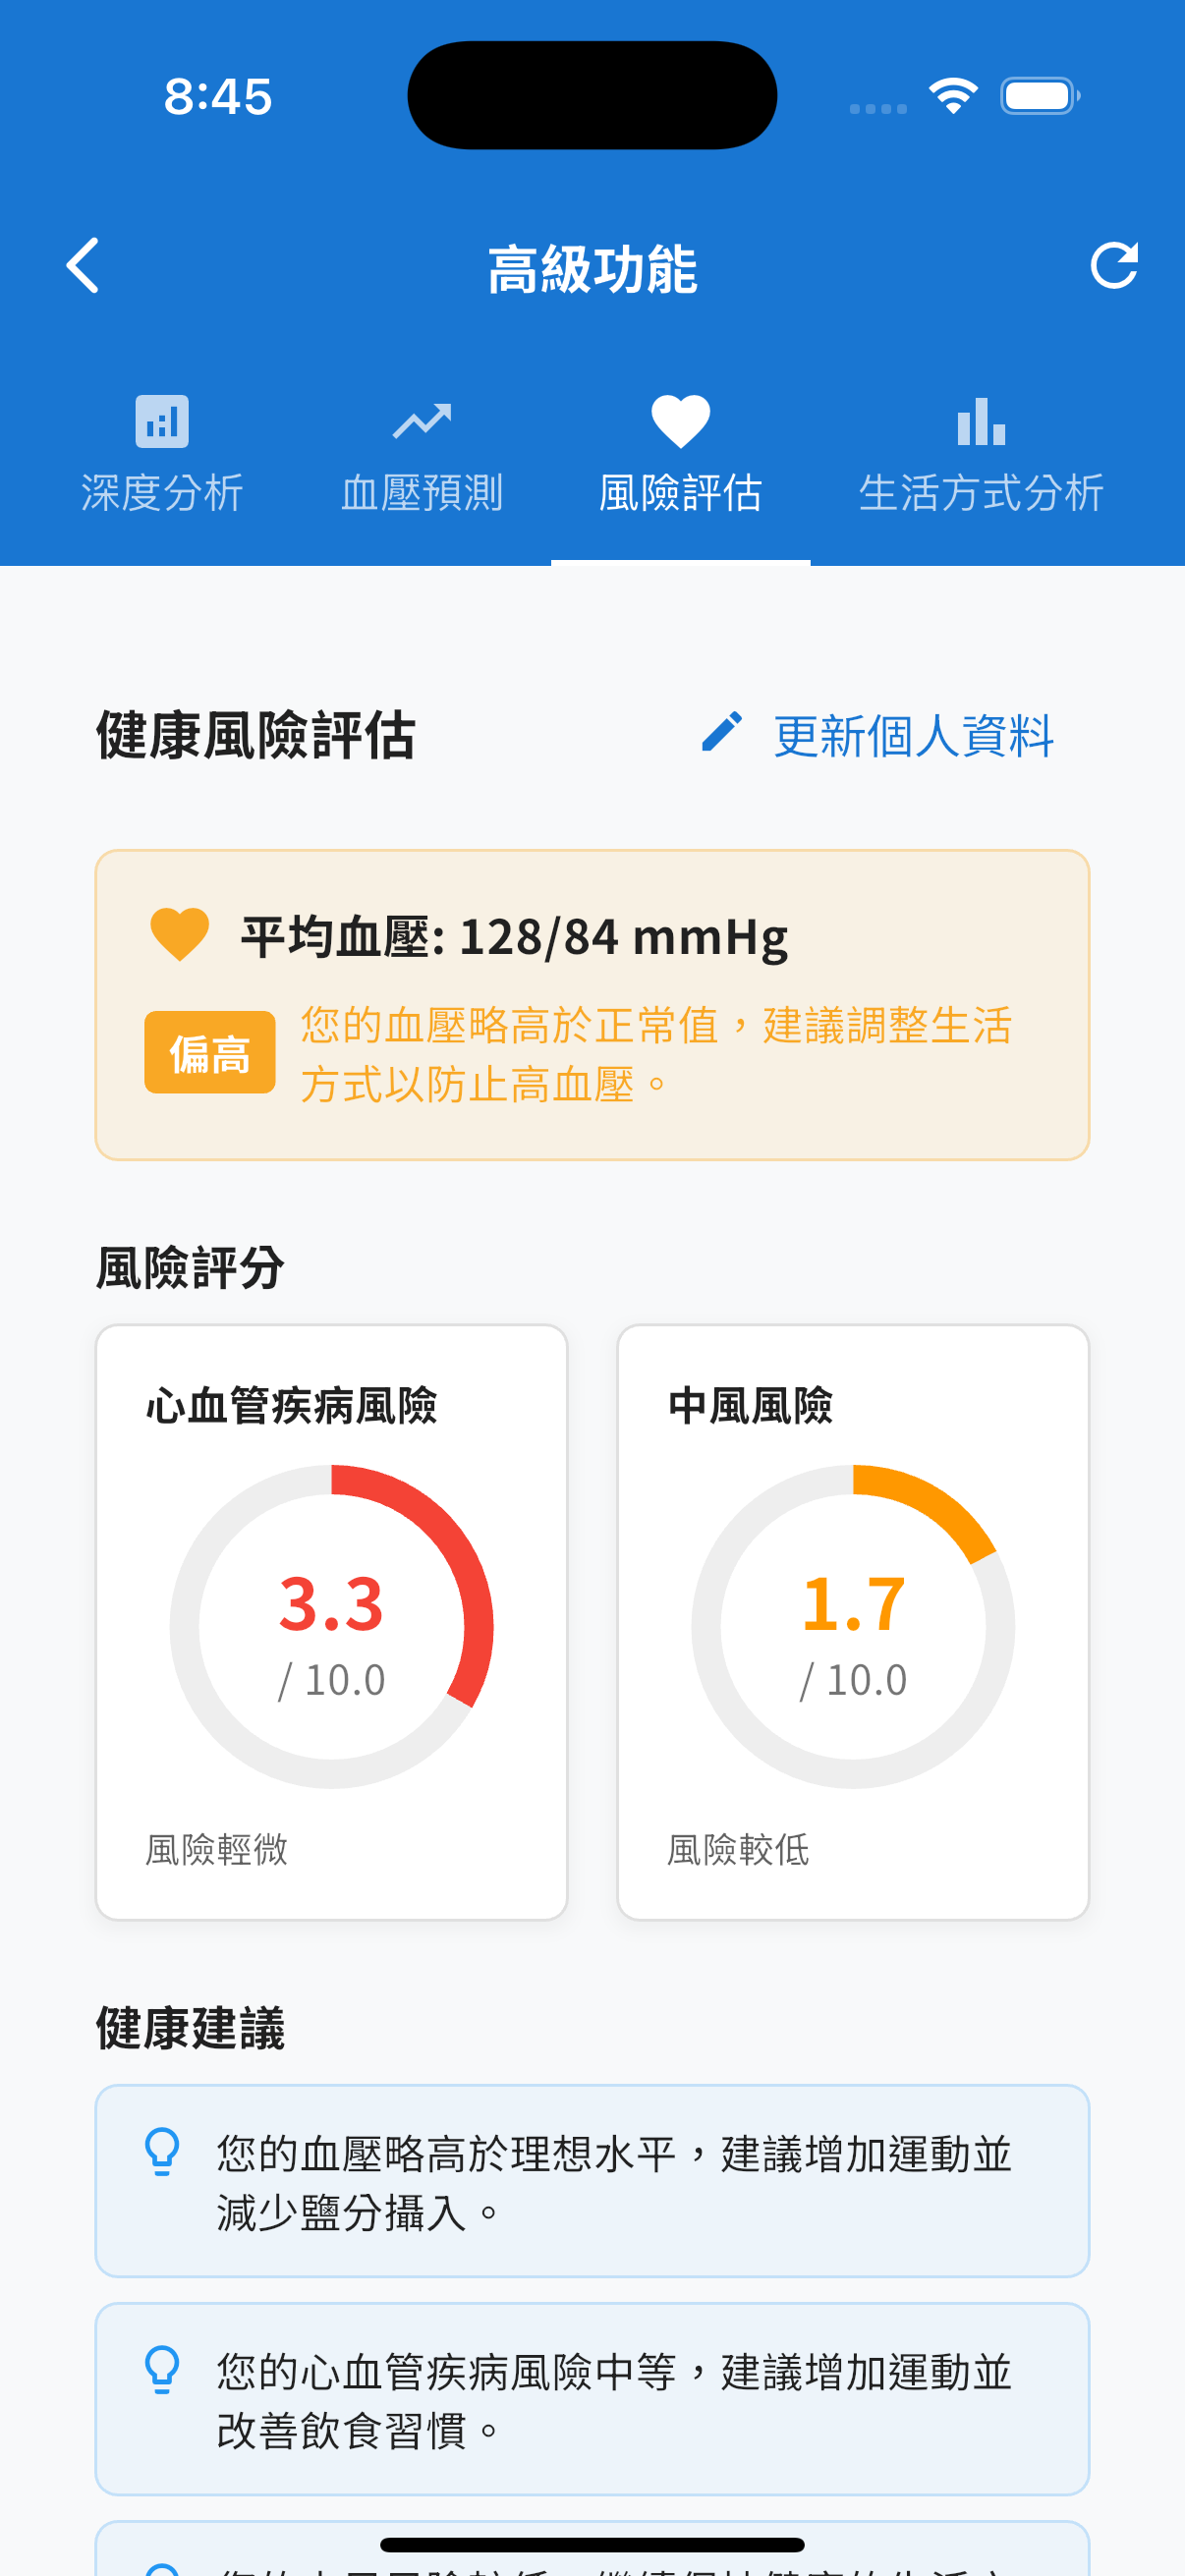 8:45
高級功能
深度分析
血壓預測
風險評估
生活方式分析
健康風險評估
更新個人資料
平均血壓: 128/84 mmHg
偏高
您的血壓略高於正常值，建議調整生活
方式以防止高血壓。
風險評分
心血管疾病風險
3.3
/ 10.0
風險輕微
中風風險
1.7
/ 10.0
風險較低
健康建議
您的血壓略高於理想水平，建議增加運動並
減少鹽分攝入。
您的心血管疾病風險中等，建議增加運動並
改善飲食習慣。